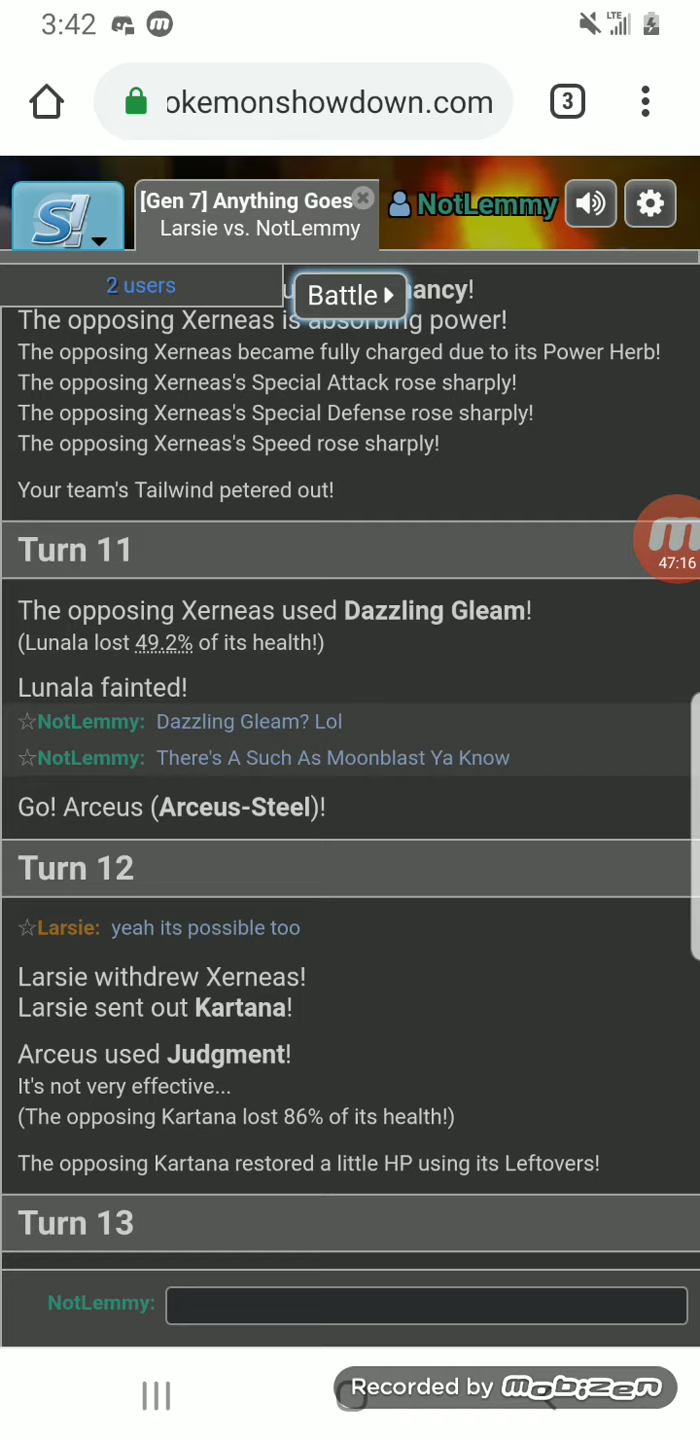 3:42
LTE
okemonshowdown.com
3
S!
[Gen 7] Anything Goes
Larsie vs. NotLemmy
NotLemmy
2 users
Battle
ancy!
The opposing Xerneas is absorbing power!
The opposing Xerneas became fully charged due to its Power Herb!
The opposing Xerneas's Special Attack rose sharply!
The opposing Xerneas's Special Defense rose sharply!
The opposing Xerneas's Speed rose sharply!
Your team's Tailwind petered out!
Turn 11
47:16
The opposing Xerneas used Dazzling Gleam!
(Lunala lost 49.2% of its health!)
Lunala fainted!
☆NotLemmy: Dazzling Gleam? Lol
☆NotLemmy: There's A Such As Moonblast Ya Know
Go! Arceus (Arceus-Steel)!
Turn 12
☆Larsie: yeah its possible too
Larsie withdrew Xerneas!
Larsie sent out Kartana!
Arceus used Judgment!
It's not very effective...
(The opposing Kartana lost 86% of its health!)
The opposing Kartana restored a little HP using its Leftovers!
Turn 13
NotLemmy:
Recorded by mobizen